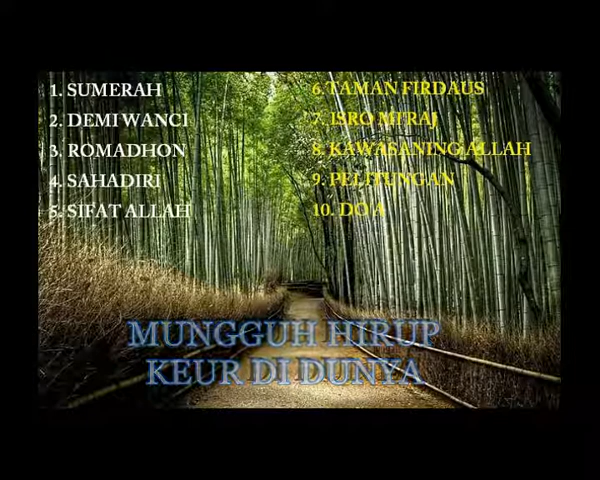 1. SUMERAH
2. DEMI WANCI
3. ROMADHON
4. SAHADIRI
5. SIFAT ALLAH
6. TAMAN FIRDAUS
7. ISRO MI'RAJ
8. KAWASANING ALLAH
9. PELITUNGAN
10. DO'A
MUNGGUH HIRUP
KEUR DI DUNYA